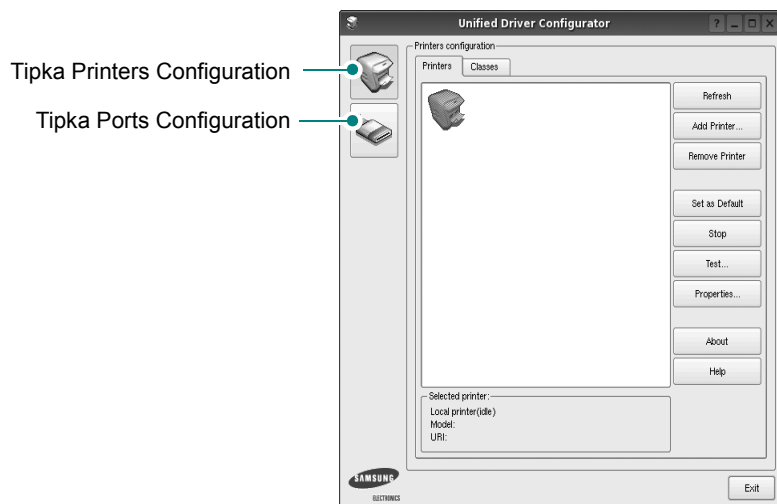 Unified Driver Configurator
? _ □ X
Tipka Printers Configuration
Tipka Ports Configuration
Printers configuration
Printers
Classes
Refresh
Add Printer...
Remove Printer
Set as Default
Stop
Test...
Properties...
About
Help
Selected printer:
Local printer(idle)
Model:
URI:
SAMSUNG
ELECTRONICS
Exit